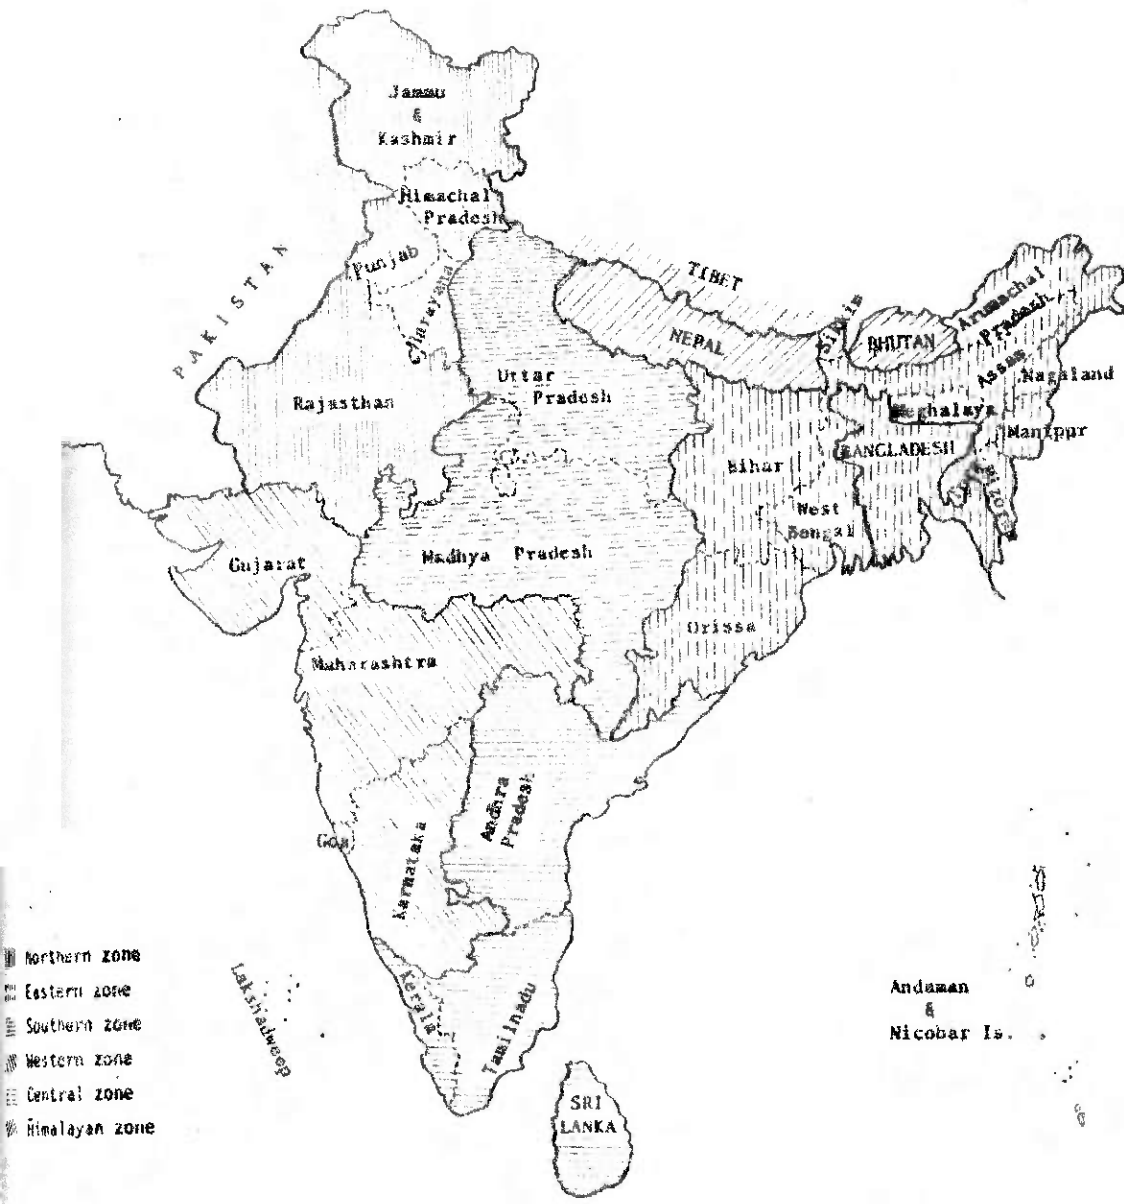 Jammu
&
Kashmir
Himachal
Pradesh
Punjab
Harayana
PAKISTAN
TIBET
NEPAL
Sikkim
BHUTAN
Arunachal
Pradesh
Assam
Nagaland
Meghalaya
Manipur
BANGLADESH
Uttar
Pradesh
Rajasthan
Bihar
West
Bengal
Gujarat
Madhya Pradesh
Orissa
Maharashtra
Andhra
Pradesh
Goa
Karnataka
Kerala
Tamilnadu
Lakshadweep
Andaman
&
Nicobar Is.
SRI
LANKA
Northern zone
Eastern zone
Southern zone
Western zone
Central zone
Himalayan zone